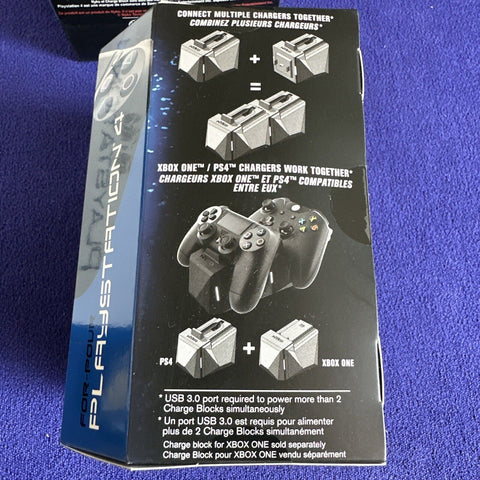 CONNECT MULTIPLE CHARGERS TOGETHER*
COMBINEZ PLUSIEURS CHARGEURS*
+
=
XBOX ONE™ / PS4™ CHARGERS WORK TOGETHER*
CHARGEURS XBOX ONE™ ET PS4™ COMPATIBLES
ENTRE EUX*
PS4
+
XBOX ONE
* USB 3.0 port required to power more than 2
Charge Blocks simultaneously
* Un port USB 3.0 est requis pour alimenter
plus de 2 Charge Blocks simultanément
Charge block for XBOX ONE sold separately
Charge Block pour XBOX ONE vendu séparément
FOR POUR
PLAYSTATION 4